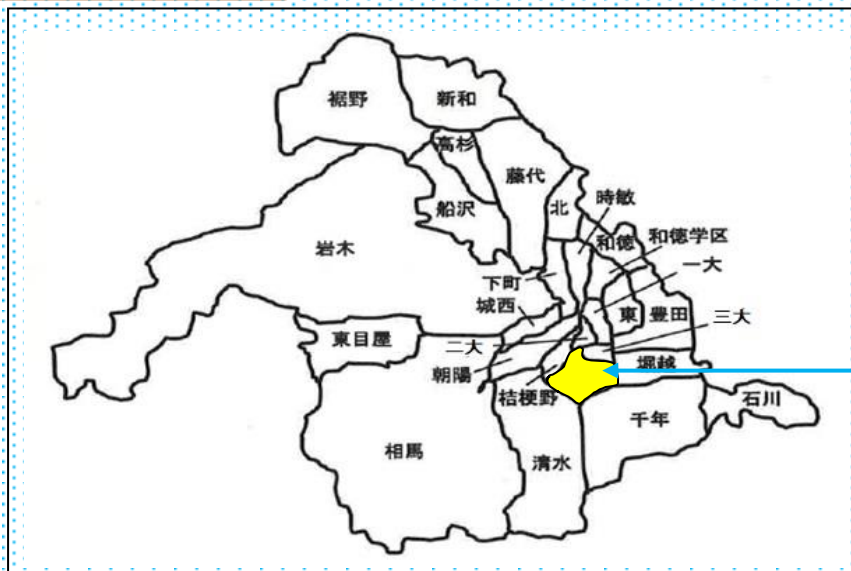 裾野
新和
高杉
藤代
船沢
北
時敏
岩木
和徳
和徳学区
下町
一大
城西
東
豊田
三大
東目屋
二大
堀越
朝陽
桔梗野
石川
千年
相馬
清水